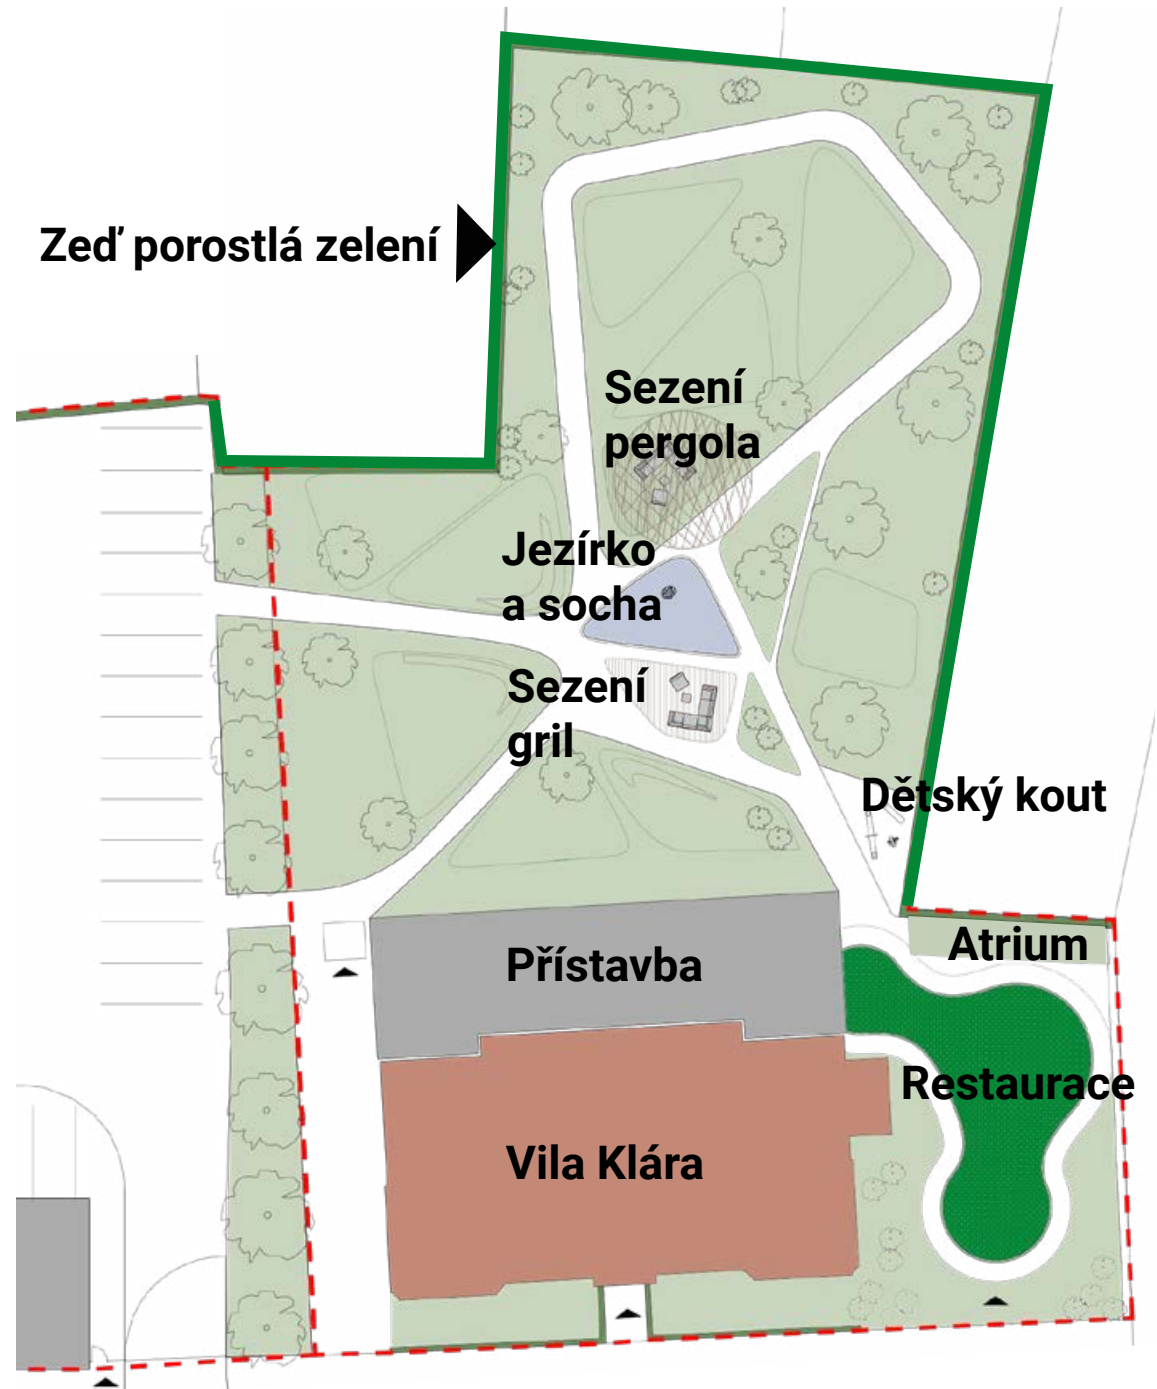 Zeď porostlá zelení
Sezení
pergola
Jezírko
a socha
Sezení
gril
Dětský kout
Atrium
Přístavba
Restaurace
Vila Klára